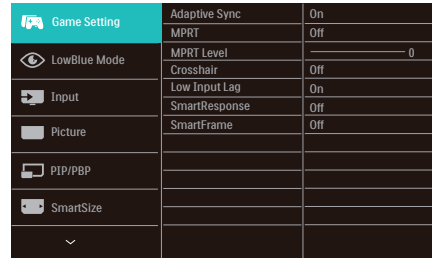 Game Setting
LowBlue Mode
Input
Picture
PIP/PBP
SmartSize
Adaptive Sync On
MPRT Off
MPRT Level 0
Crosshair Off
Low Input Lag On
SmartResponse Off
SmartFrame Off